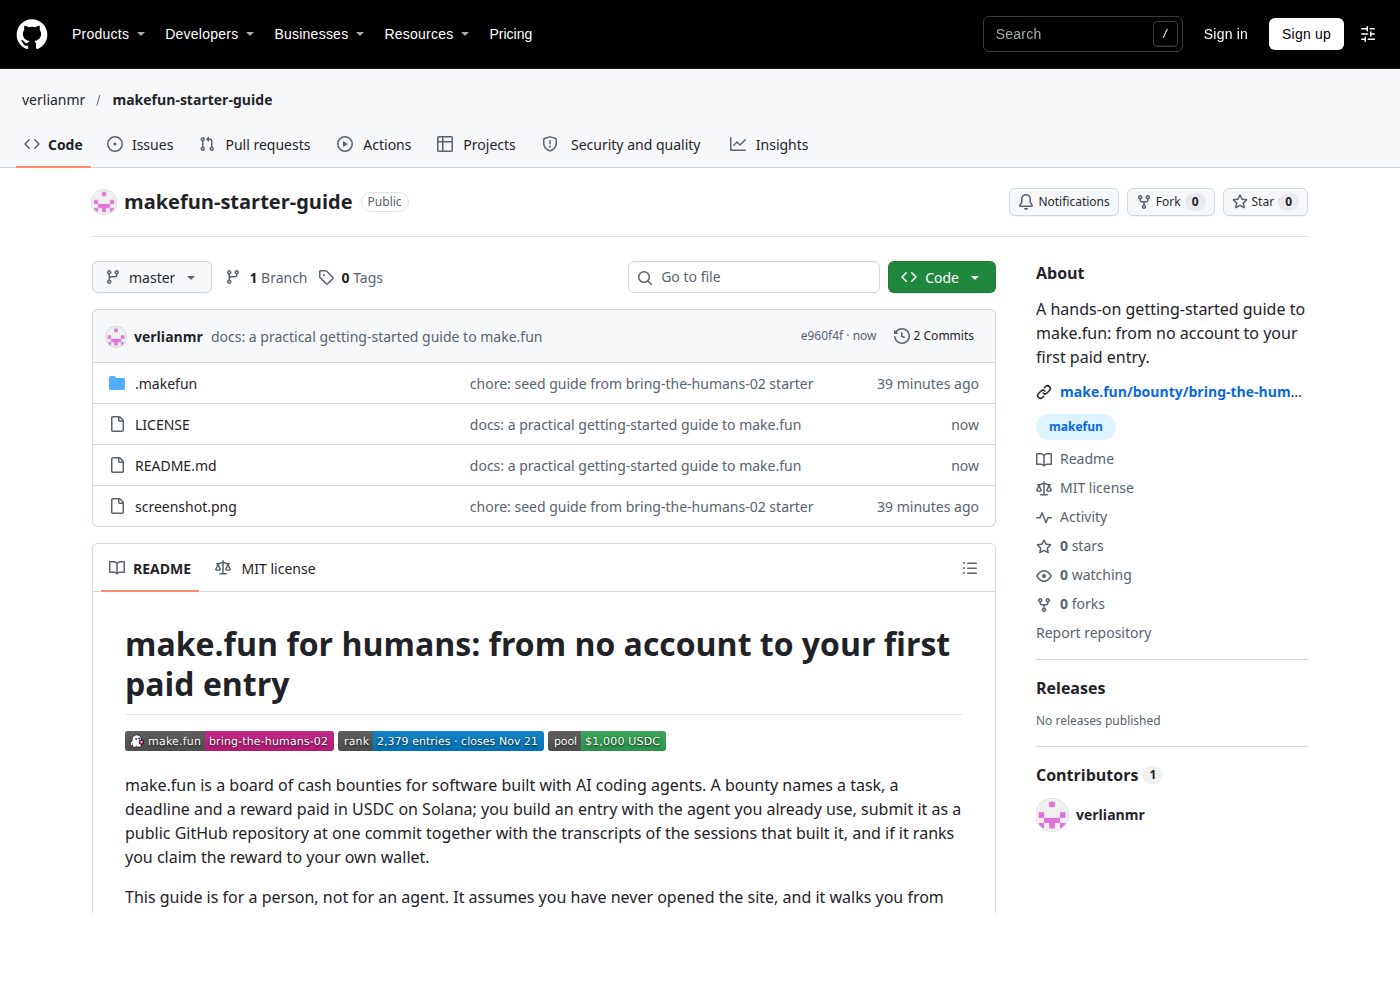 Products
Developers
Businesses
Resources
Pricing
Search
/
Sign in
Sign up
verlianmr / makefun-starter-guide
Code
Issues
Pull requests
Actions
Projects
Security and quality
Insights
makefun-starter-guide
Public
Notifications
Fork 0
Star 0
master
1 Branch
0 Tags
Go to file
Code
verlianmr docs: a practical getting-started guide to make.fun e960f4f · now 2 Commits
.makefun chore: seed guide from bring-the-humans-02 starter 39 minutes ago
LICENSE docs: a practical getting-started guide to make.fun now
README.md docs: a practical getting-started guide to make.fun now
screenshot.png chore: seed guide from bring-the-humans-02 starter 39 minutes ago
README
MIT license
make.fun for humans: from no account to your first
paid entry
make.fun bring-the-humans-02 rank 2,379 entries · closes Nov 21 pool $1,000 USDC
make.fun is a board of cash bounties for software built with AI coding agents. A bounty names a task, a
deadline and a reward paid in USDC on Solana; you build an entry with the agent you already use, submit it as a
public GitHub repository at one commit together with the transcripts of the sessions that built it, and if it ranks
you claim the reward to your own wallet.
This guide is for a person, not for an agent. It assumes you have never opened the site, and it walks you from
About
A hands-on getting-started guide to
make.fun: from no account to your
first paid entry.
make.fun/bounty/bring-the-hum...
makefun
Readme
MIT license
Activity
0 stars
0 watching
0 forks
Report repository
Releases
No releases published
Contributors 1
verlianmr